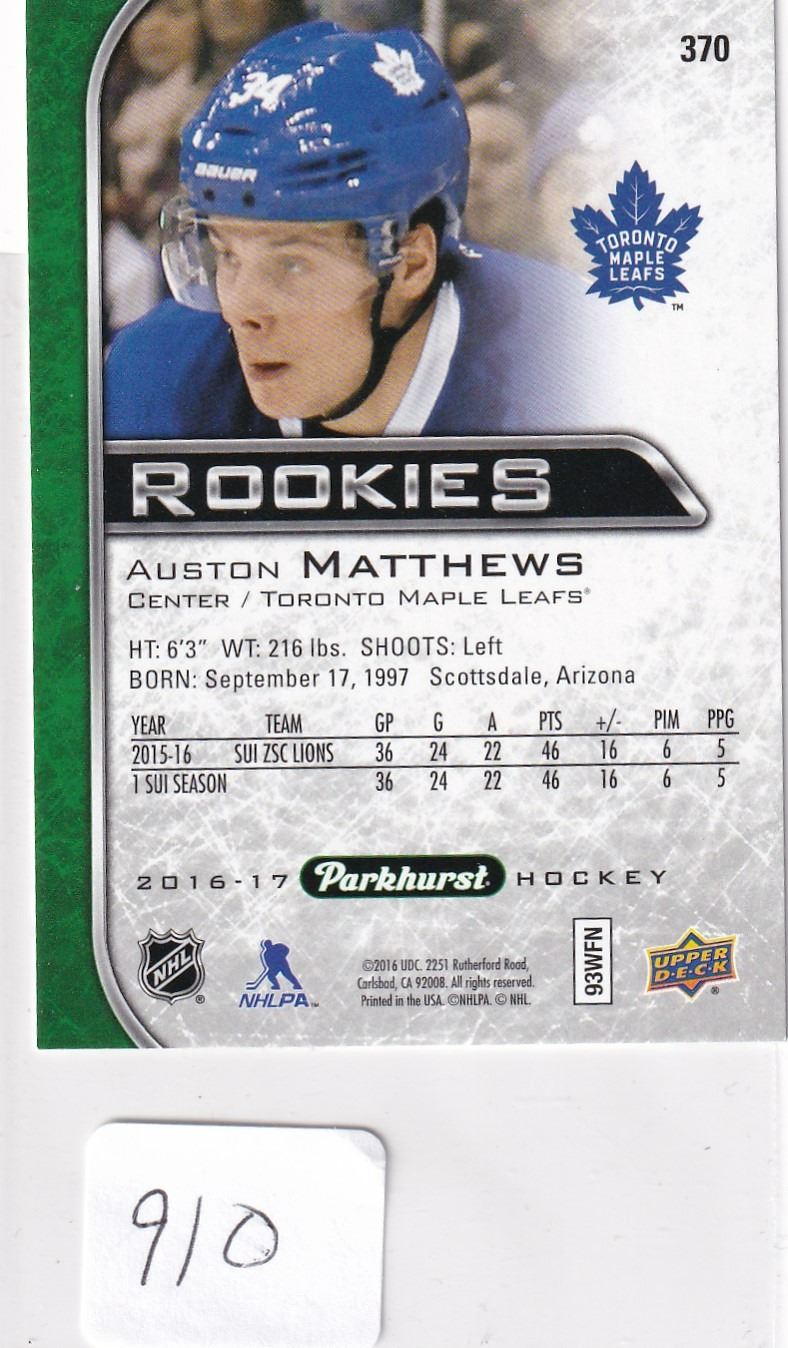 370
34
BAUER
TORONTO
MAPLE
LEAFS
™
ROOKIES
AUSTON MATTHEWS
CENTER / TORONTO MAPLE LEAFS®
HT: 6'3" WT: 216 lbs. SHOOTS: Left
BORN: September 17, 1997 Scottsdale, Arizona
YEAR TEAM GP G A PTS +/- PIM PPG
2015-16 SUI ZSC LIONS 36 24 22 46 16 6 5
1 SUI SEASON 36 24 22 46 16 6 5
2016-17 Parkhurst HOCKEY
NHL ®
NHLPA™
©2016 UDC. 2251 Rutherford Road,
Carlsbad, CA 92008. All rights reserved.
Printed in the USA. ©NHLPA. © NHL.
93WFN
UPPER
D·E·C·K
®
910